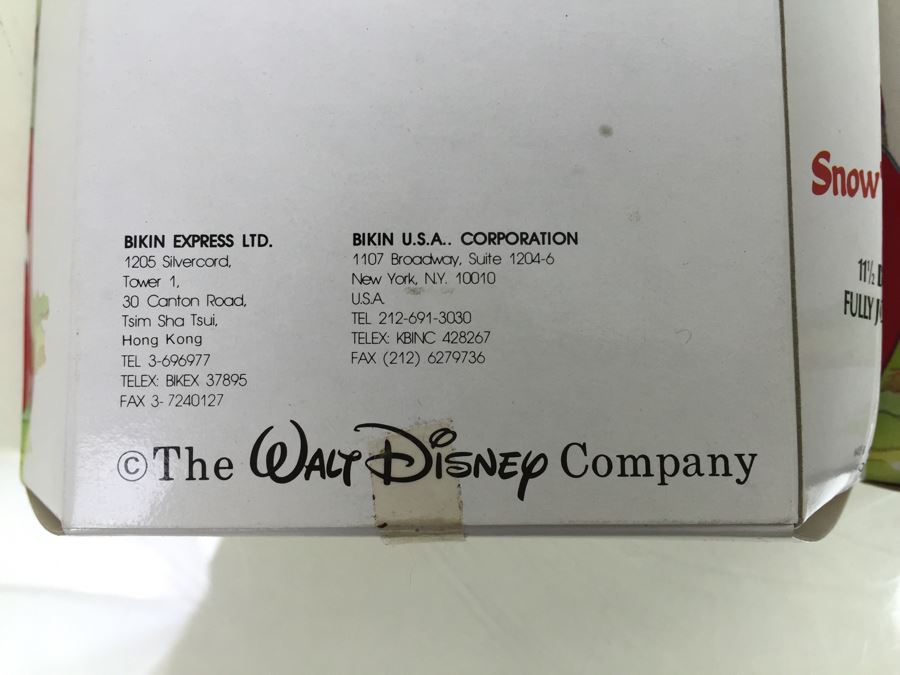 BIKIN EXPRESS LTD.
1205 Silvercord,
Tower 1,
30 Canton Road,
Tsim Sha Tsui,
Hong Kong
TEL 3-696977
TELEX: BIKEX 37895
FAX 3- 7240127
BIKIN U.S.A.. CORPORATION
1107 Broadway, Suite 1204-6
New York, N.Y. 10010
U.S.A.
TEL 212-691-3030
TELEX: KBINC 428267
FAX (212) 6279736
©The WALT DISNEY Company
Snow
11½
FULLY